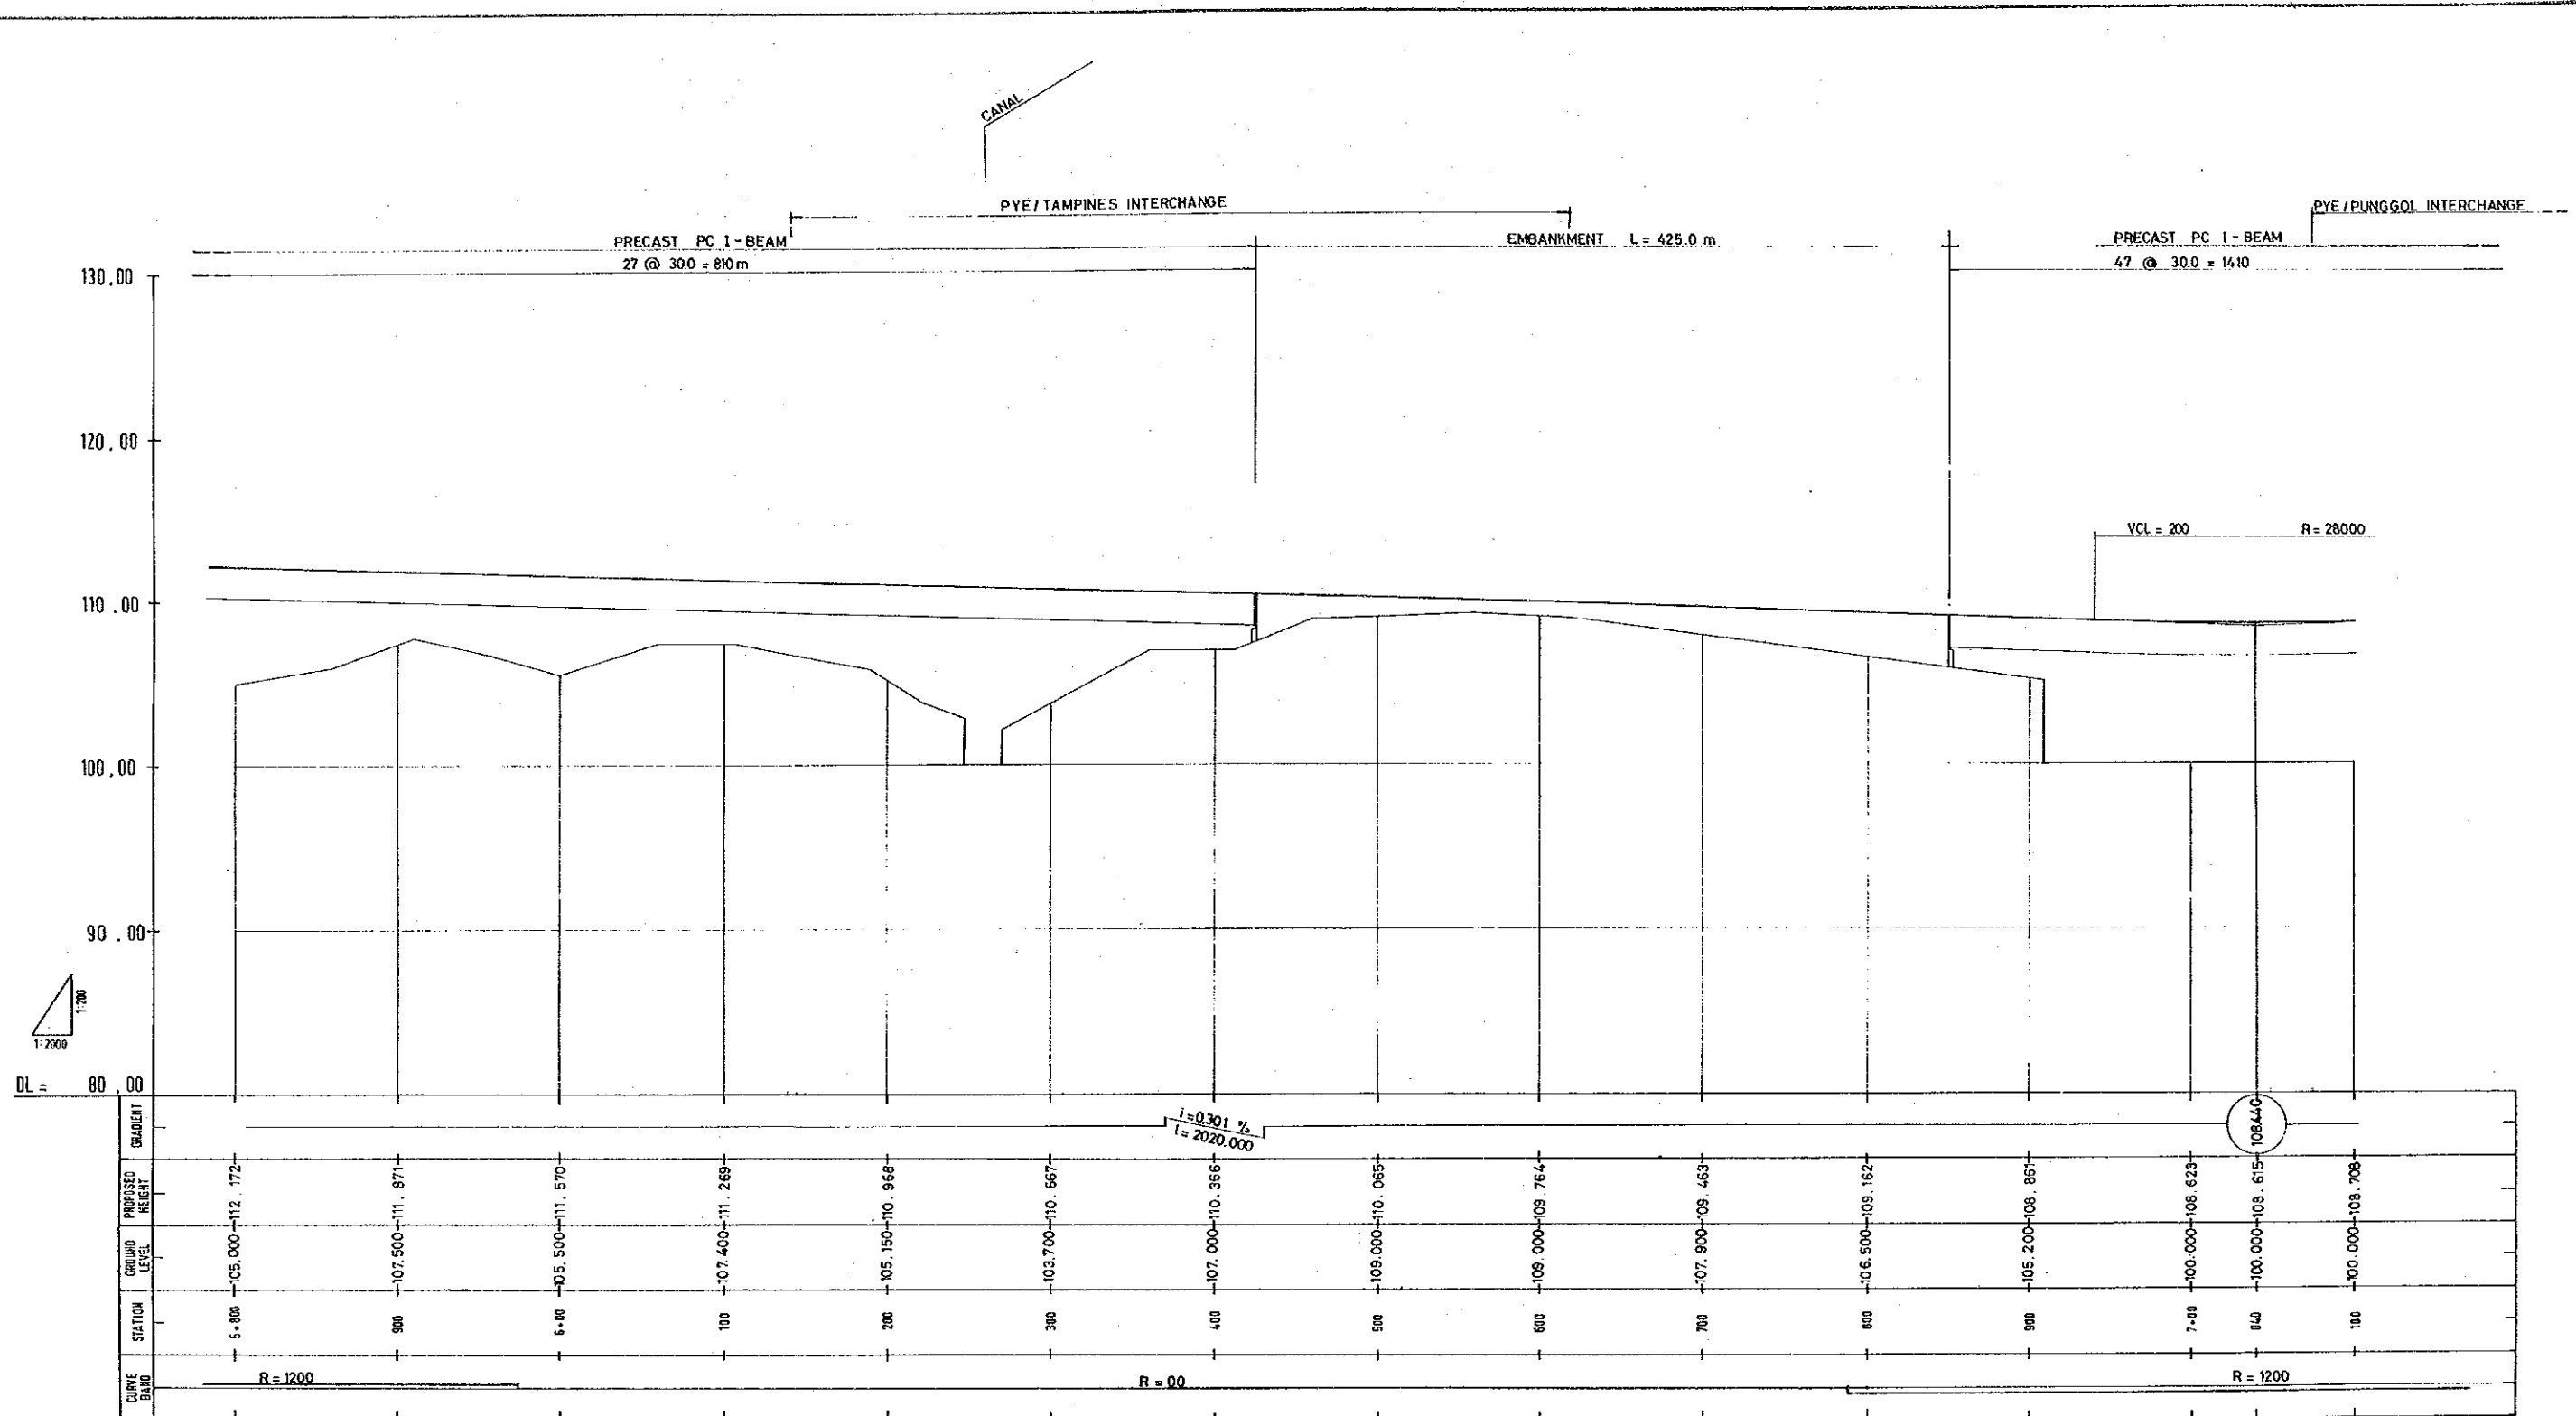 CANAL
PYE/TAMPINES INTERCHANGE
PYE/PUNGGOL INTERCHANGE
PRECAST PC I-BEAM
27 @ 30.0 = 810 m
EMBANKMENT L = 425.0 m
PRECAST PC I-BEAM
47 @ 30.0 = 1410
130.00
120.00
VCL = 200 R = 28000
110.00
100.00
90.00
1:200
1:2000
DL = 80.00
GRADIENT
i = 0.301 %
l = 2020.000
108.440
PROPOSED HEIGHT
112.172 111.871 111.570 111.269 110.968 110.667 110.366 110.065 109.764 109.463 109.162 108.861 108.623 108.615 108.708
GROUND LEVEL
105.000 107.500 105.500 107.400 105.150 103.700 107.000 109.000 109.000 107.900 106.500 105.200 100.000 100.000 100.000
STATION
5+800 900 6+00 100 200 300 400 500 600 700 800 900 7+00 040 100
CURVE BAND
R = 1200
R = 00
R = 1200